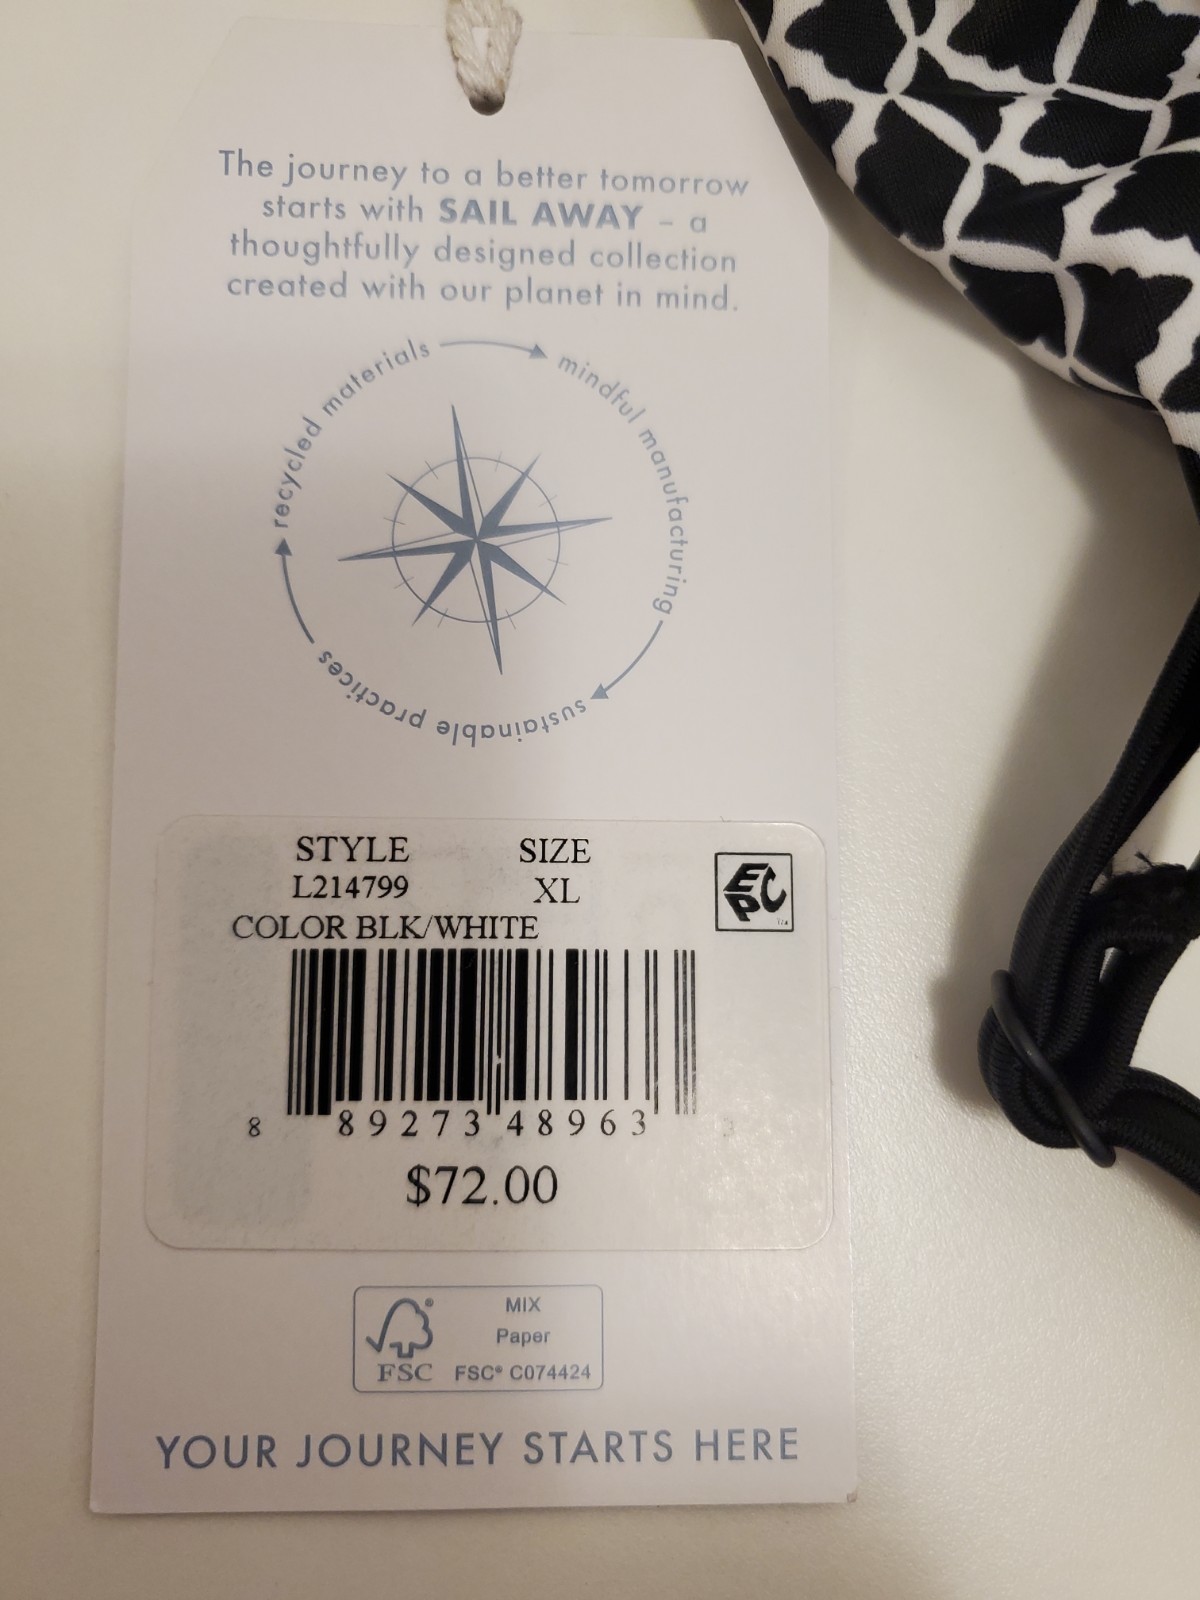 The journey to a better tomorrow
starts with SAIL AWAY – a
thoughtfully designed collection
created with our planet in mind.
recycled materials
mindful manufacturing
sustainable practices
STYLE SIZE
L214799 XL
COLOR BLK/WHITE
EPC
8 89273 48963 3
$72.00
MIX
Paper
FSC FSC® C074424
YOUR JOURNEY STARTS HERE